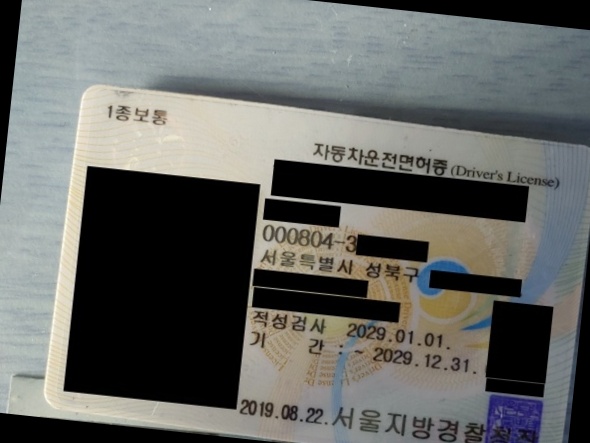 1종보통
자동차운전면허증 (Driver's License)
000804-3
서울특별시 성북구
적성검사 2029.01.01.
기 간 : ~ 2029.12.31.
2019.08.22. 서울지방경찰청장